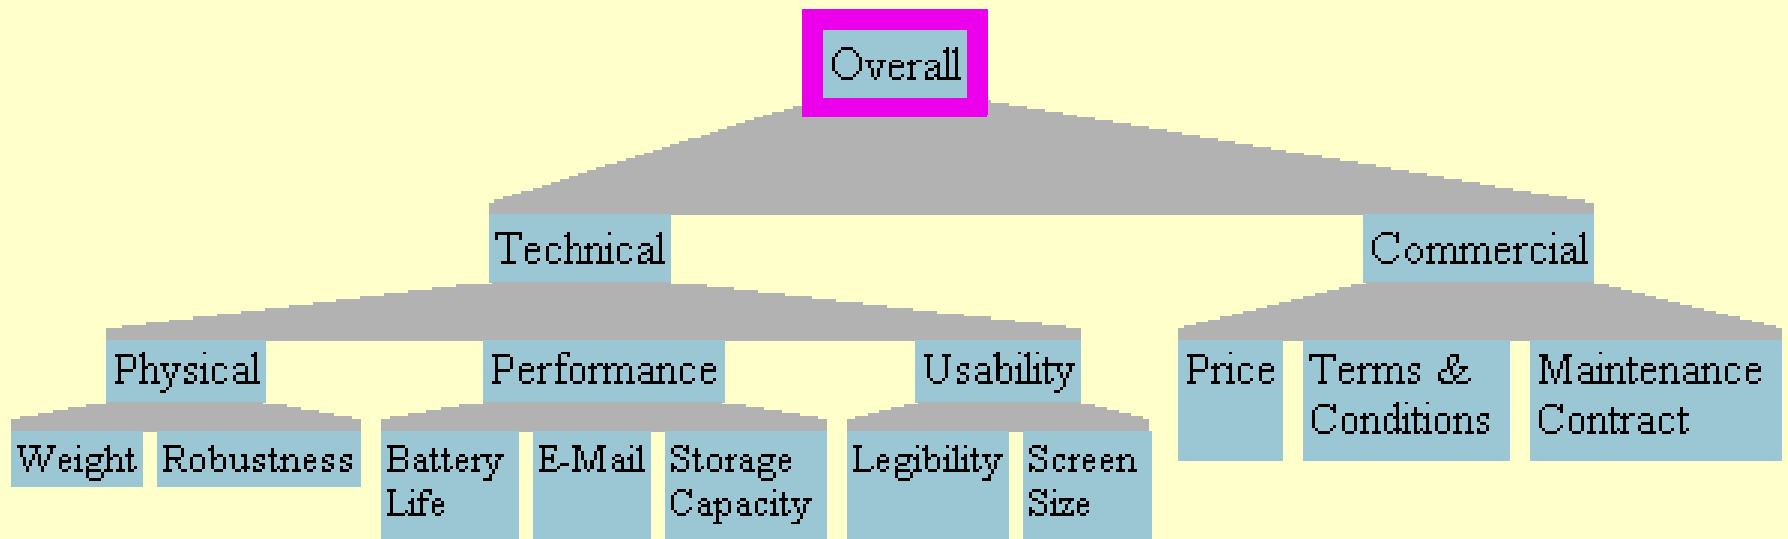 Overall
Technical
Commercial
Physical
Performance
Usability
Price
Terms &
Conditions
Maintenance
Contract
Weight
Robustness
Battery
Life
E-Mail
Storage
Capacity
Legibility
Screen
Size